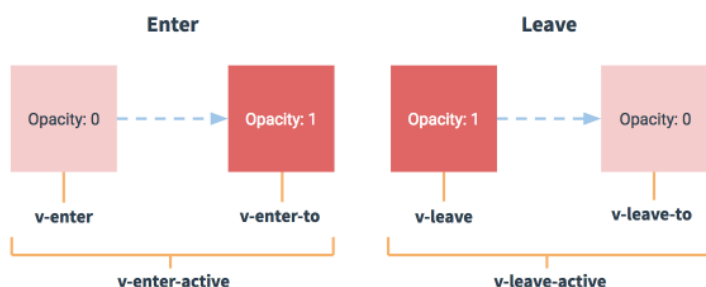 Enter
Leave
Opacity: 0
Opacity: 1
Opacity: 1
Opacity: 0
v-enter
v-enter-to
v-leave
v-leave-to
v-enter-active
v-leave-active